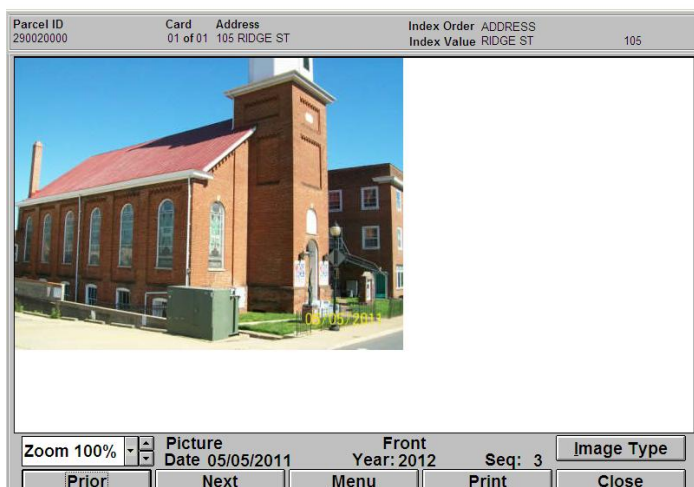 Parcel ID Card Address Index Order ADDRESS
290020000 01 of 01 105 RIDGE ST Index Value RIDGE ST 105
05/05/2011
Zoom 100% Picture Front Image Type
Date 05/05/2011 Year: 2012 Seq: 3
Prior Next Menu Print Close